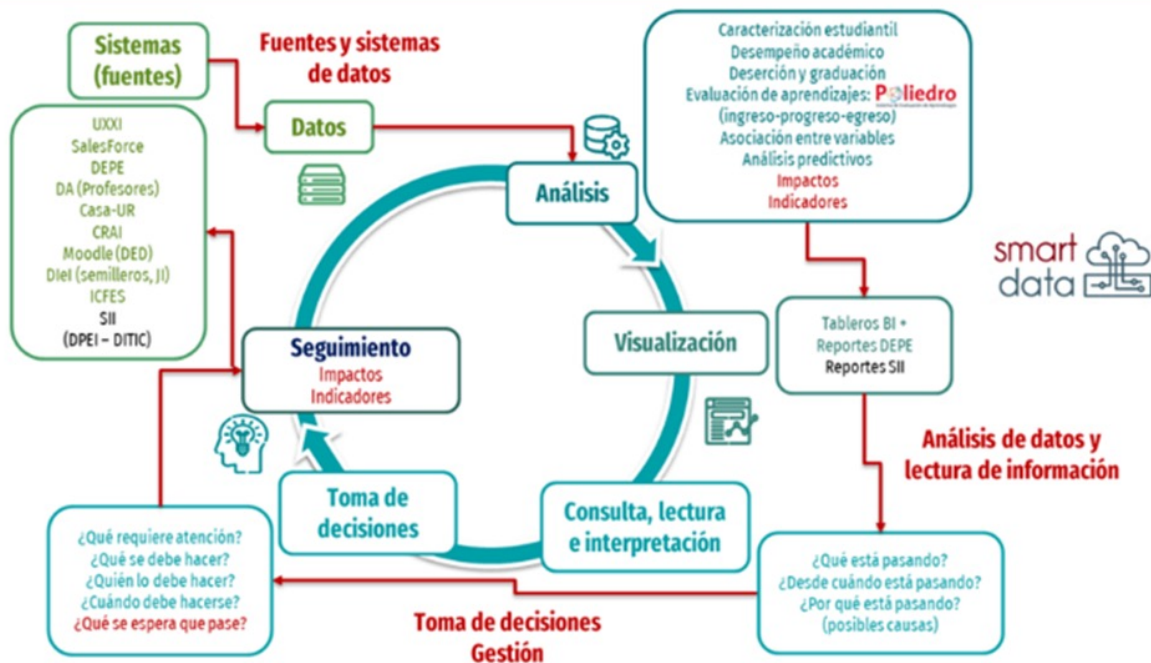 Sistemas
(fuentes)
Fuentes y sistemas
de datos
Datos
UXXI
SalesForce
DEPE
DA (Profesores)
Casa-UR
CRAI
Moodle (DED)
DIeI (semilleros, JI)
ICFES
SII
(DPEI – DITIC)
Análisis
Caracterización estudiantil
Desempeño académico
Deserción y graduación
Evaluación de aprendizajes: Poliedro
(ingreso-progreso-egreso)
Asociación entre variables
Análisis predictivos
Impactos
Indicadores
smart
data
Visualización
Tableros BI +
Reportes DEPE
Reportes SII
Seguimiento
Impactos
Indicadores
Análisis de datos y
lectura de información
Toma de
decisiones
Consulta, lectura
e interpretación
¿Qué requiere atención?
¿Qué se debe hacer?
¿Quién lo debe hacer?
¿Cuándo debe hacerse?
¿Qué se espera que pase?
¿Qué está pasando?
¿Desde cuándo está pasando?
¿Por qué está pasando?
(posibles causas)
Toma de decisiones
Gestión